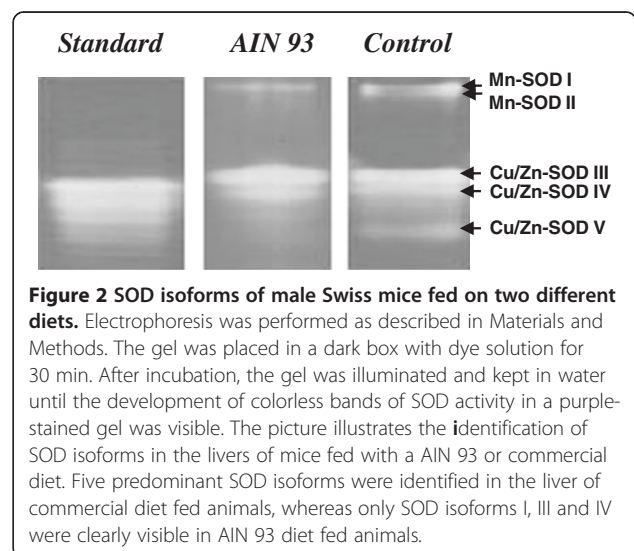 Standard AIN 93 Control
Mn-SOD I
Mn-SOD II
Cu/Zn-SOD III
Cu/Zn-SOD IV
Cu/Zn-SOD V
Figure 2 SOD isoforms of male Swiss mice fed on two different
diets. Electrophoresis was performed as described in Materials and
Methods. The gel was placed in a dark box with dye solution for
30 min. After incubation, the gel was illuminated and kept in water
until the development of colorless bands of SOD activity in a purple-
stained gel was visible. The picture illustrates the identification of
SOD isoforms in the livers of mice fed with a AIN 93 or commercial
diet. Five predominant SOD isoforms were identified in the liver of
commercial diet fed animals, whereas only SOD isoforms I, III and IV
were clearly visible in AIN 93 diet fed animals.